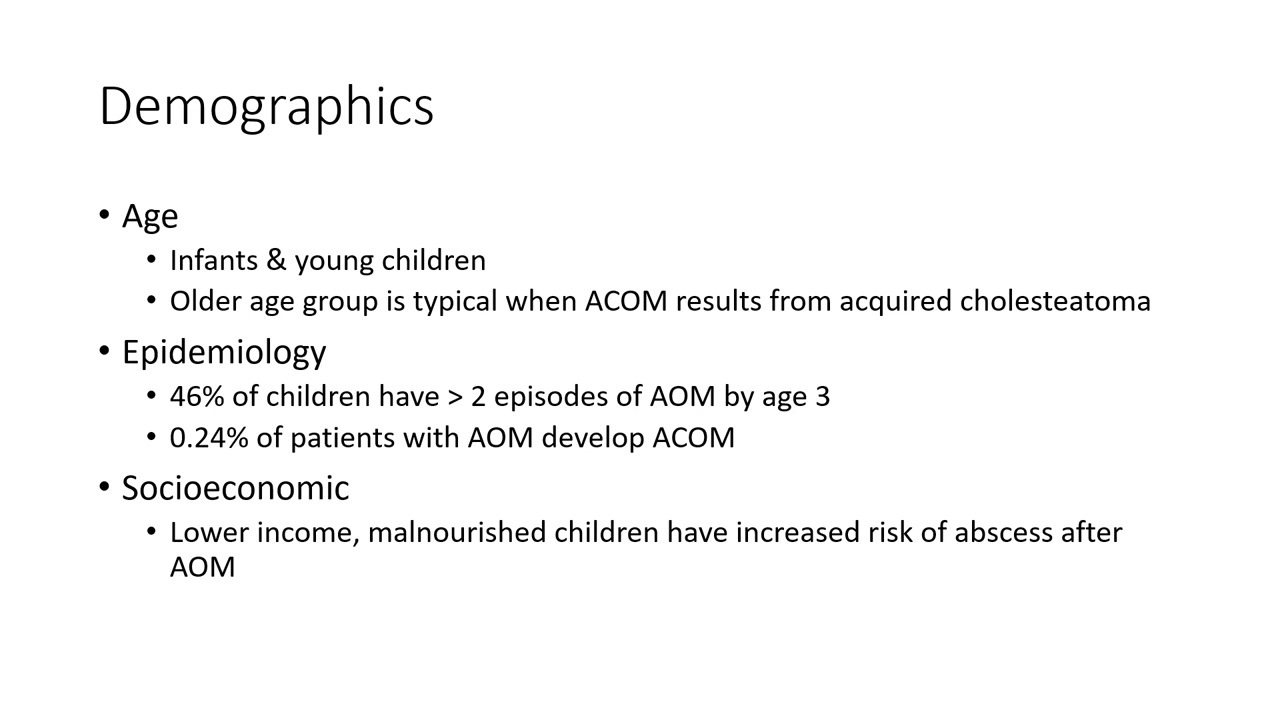 Demographics
• Age
• Infants & young children
• Older age group is typical when ACOM results from acquired cholesteatoma
• Epidemiology
• 46% of children have > 2 episodes of AOM by age 3
• 0.24% of patients with AOM develop ACOM
• Socioeconomic
• Lower income, malnourished children have increased risk of abscess after
AOM